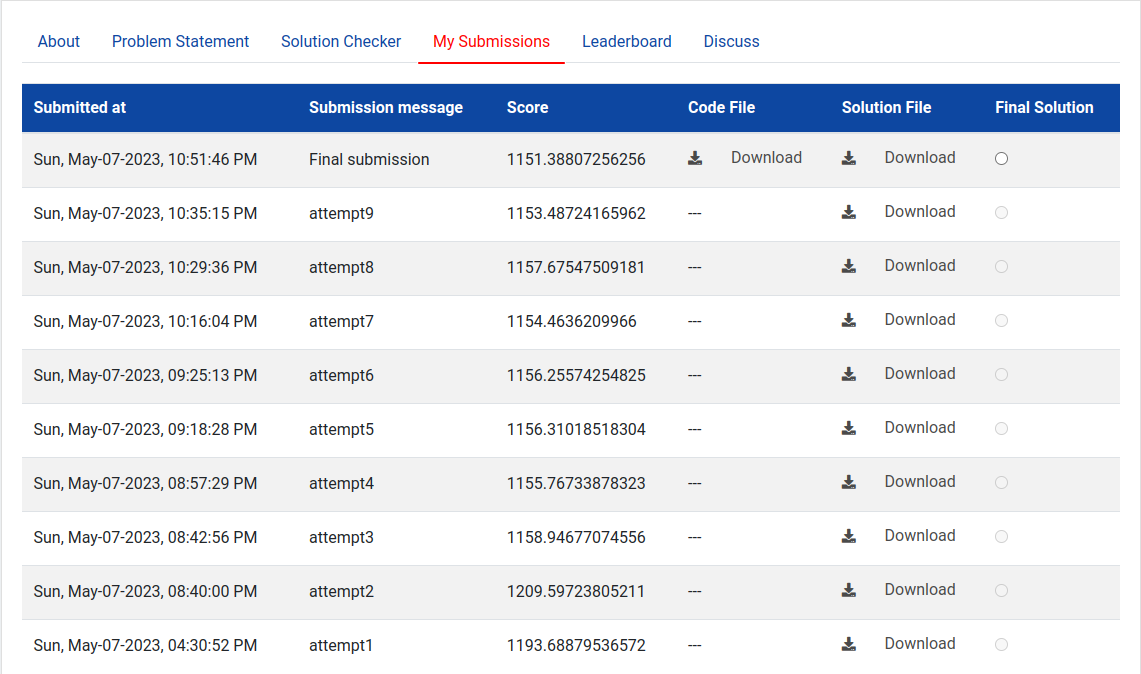 About Problem Statement Solution Checker My Submissions Leaderboard Discuss
Submitted at Submission message Score Code File Solution File Final Solution
Sun, May-07-2023, 10:51:46 PM Final submission 1151.38807256256 Download Download
Sun, May-07-2023, 10:35:15 PM attempt9 1153.48724165962 --- Download
Sun, May-07-2023, 10:29:36 PM attempt8 1157.67547509181 --- Download
Sun, May-07-2023, 10:16:04 PM attempt7 1154.4636209966 --- Download
Sun, May-07-2023, 09:25:13 PM attempt6 1156.25574254825 --- Download
Sun, May-07-2023, 09:18:28 PM attempt5 1156.31018518304 --- Download
Sun, May-07-2023, 08:57:29 PM attempt4 1155.76733878323 --- Download
Sun, May-07-2023, 08:42:56 PM attempt3 1158.94677074556 --- Download
Sun, May-07-2023, 08:40:00 PM attempt2 1209.59723805211 --- Download
Sun, May-07-2023, 04:30:52 PM attempt1 1193.68879536572 --- Download